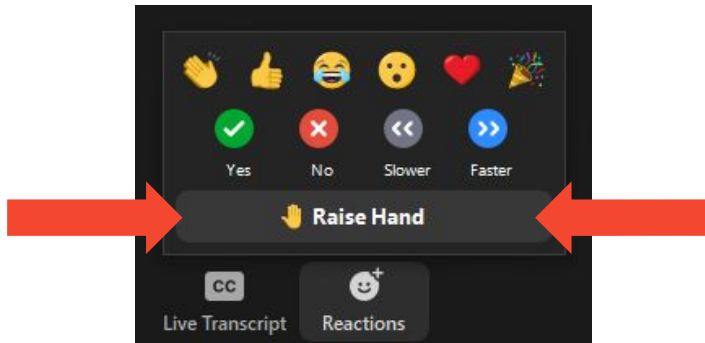 Yes No Slower Faster
Raise Hand
CC
Live Transcript Reactions